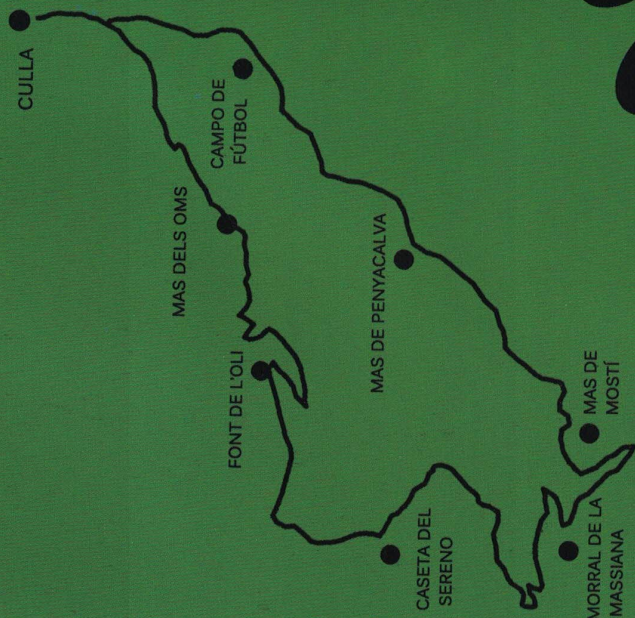 CULLA
CAMPO DE
FÚTBOL
MAS DELS OMS
MAS DE PENYACALVA
FONT DE L'OLI
MAS DE
MOSTÍ
CASETA DEL
SERENO
MORRAL DE LA
MASSIANA